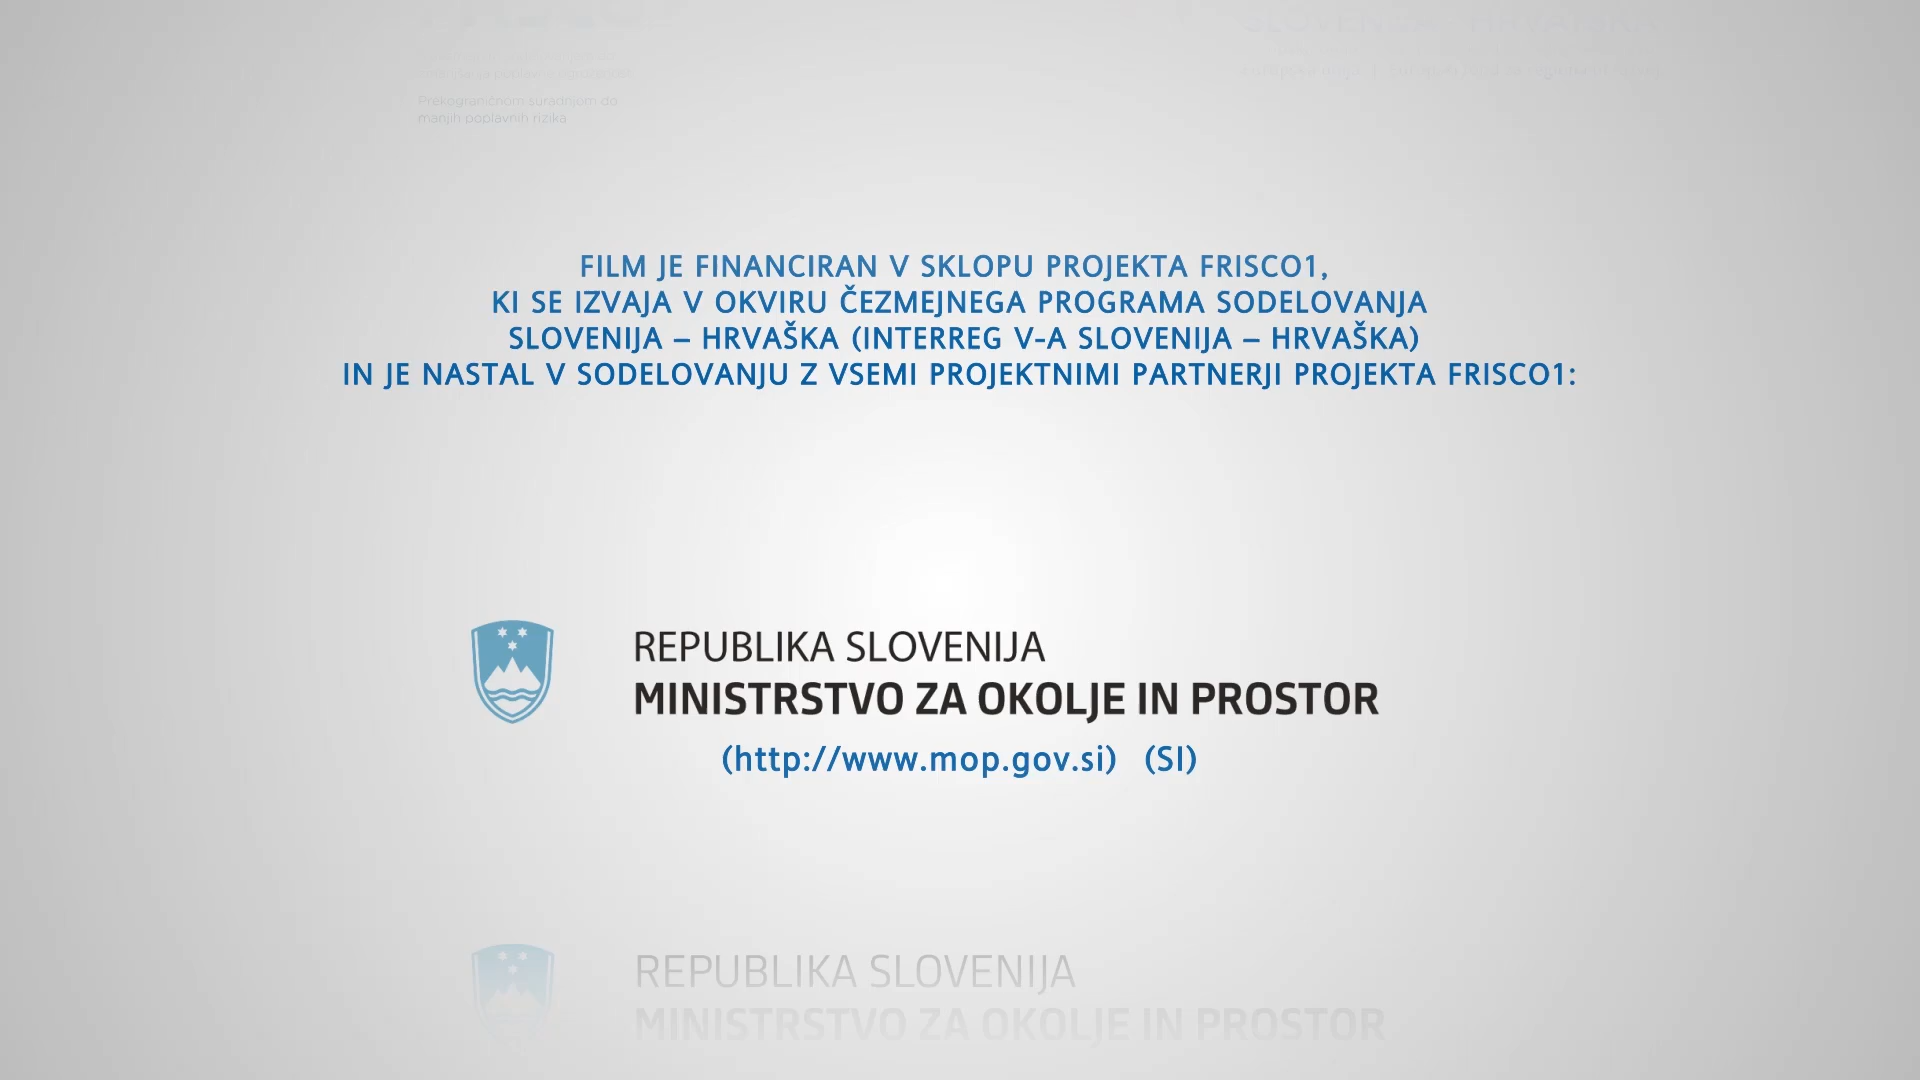 SLOVENIJA - HRVAŠKA
Prekograničnom suradnjom do
manjih poplavnih rizika
FILM JE FINANCIRAN V SKLOPU PROJEKTA FRISCO1,
KI SE IZVAJA V OKVIRU ČEZMEJNEGA PROGRAMA SODELOVANJA
SLOVENIJA – HRVAŠKA (INTERREG V-A SLOVENIJA – HRVAŠKA)
IN JE NASTAL V SODELOVANJU Z VSEMI PROJEKTNIMI PARTNERJI PROJEKTA FRISCO1:
REPUBLIKA SLOVENIJA
MINISTRSTVO ZA OKOLJE IN PROSTOR
(http://www.mop.gov.si) (SI)
REPUBLIKA SLOVENIJA
MINISTRSTVO ZA OKOLJE IN PROSTOR